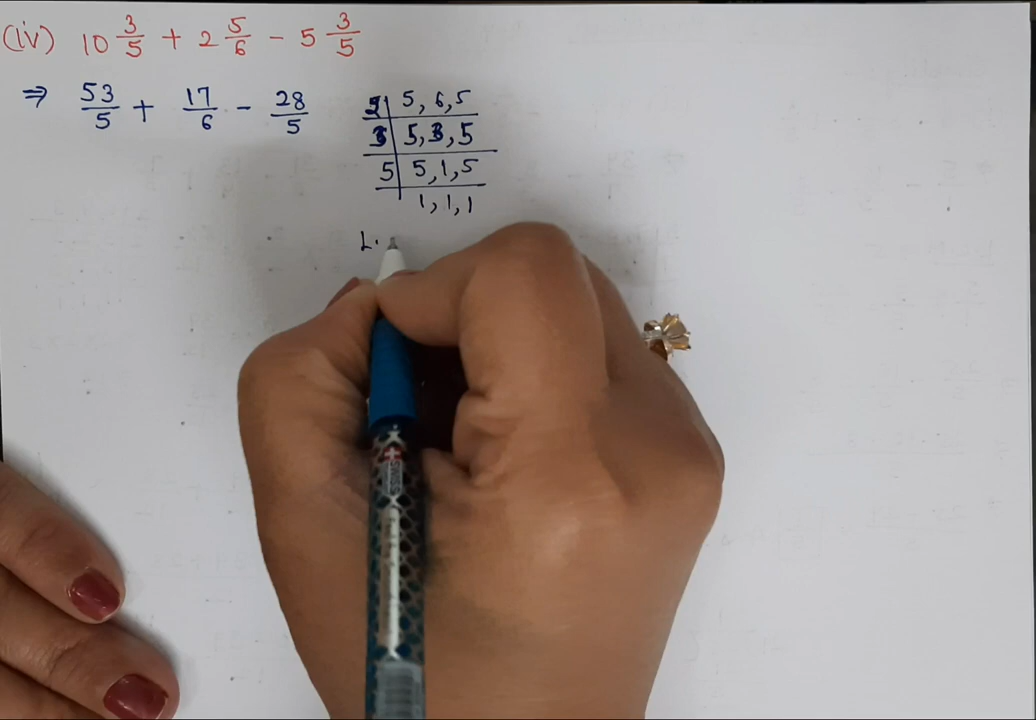 (iv) 10 3/5 + 2 5/6 - 5 3/5
⇒ 53/5 + 17/6 - 28/5
2 | 5, 6, 5
3 | 5, 3, 5
5 | 5, 1, 5
1, 1, 1
L.
SWISS